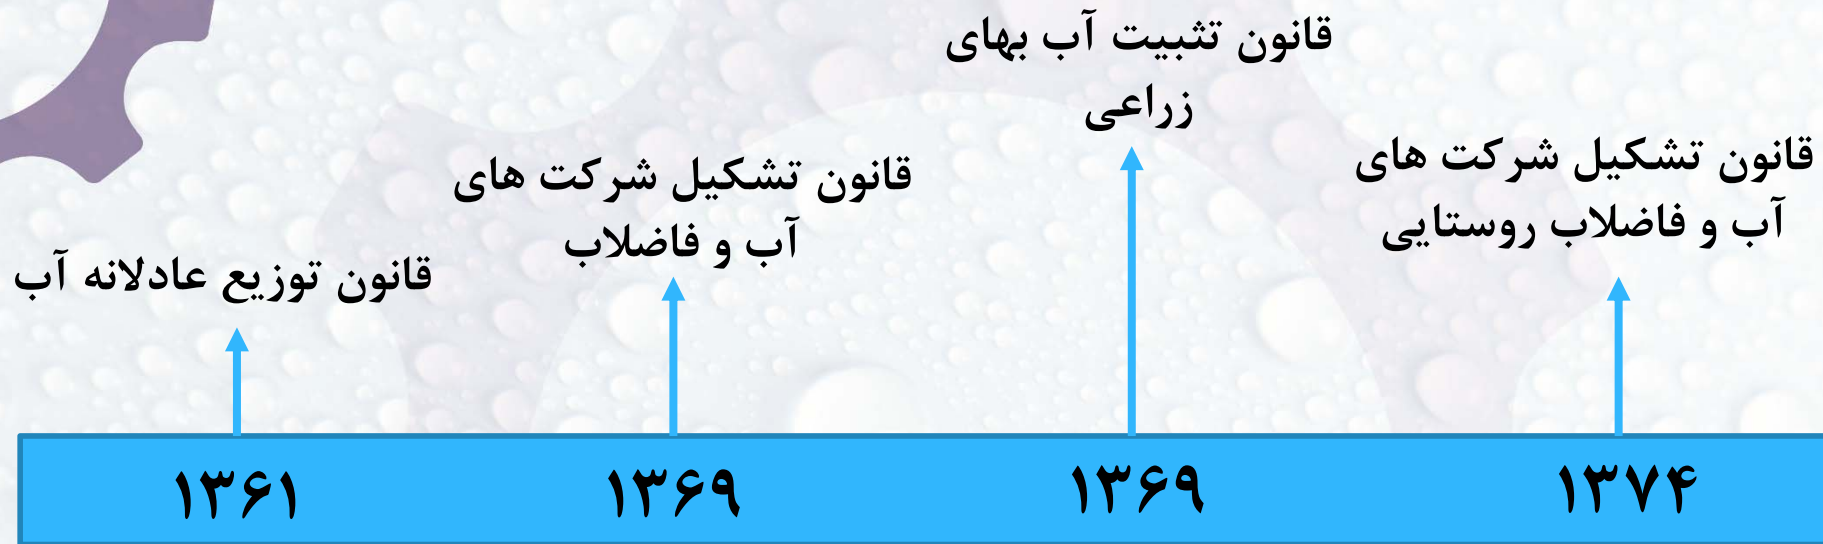 قانون توزیع عادلانه آب
۱۳۶۱
قانون تشکیل شرکت های
آب و فاضلاب
۱۳۶۹
قانون تثبیت آب بهای
زراعی
۱۳۶۹
قانون تشکیل شرکت های
آب و فاضلاب روستایی
۱۳۷۴